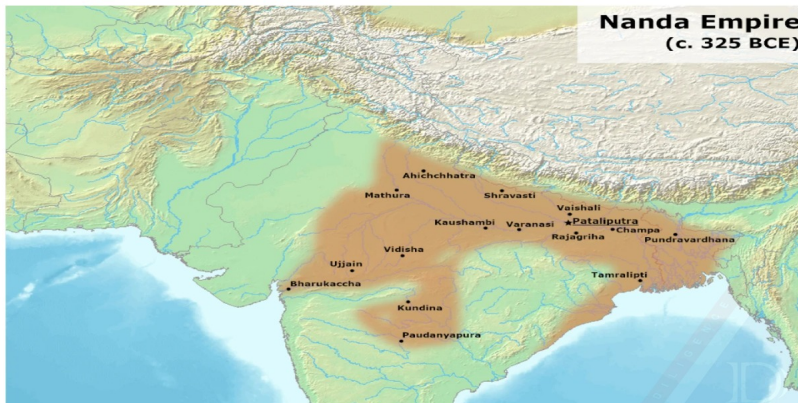 Nanda Empire
(c. 325 BCE)
Ahichchhatra
Mathura
Shravasti
Vaishali
Pataliputra
Kaushambi
Varanasi
Champa
Rajagriha
Pundravardhana
Vidisha
Ujjain
Tamralipti
Bharukaccha
Kundina
Paudanyapura
JD